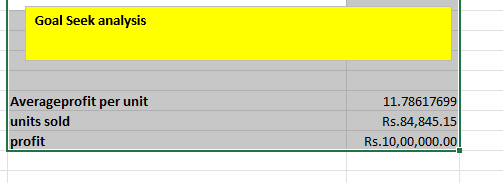 Goal Seek analysis
Averageprofit per unit 11.78617699
units sold Rs.84,845.15
profit Rs.10,00,000.00